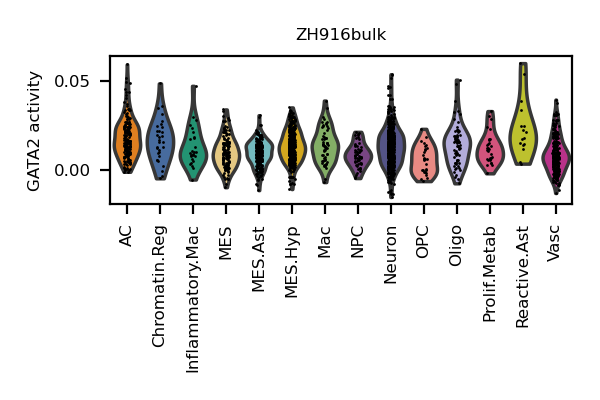 ZH916bulk
GATA2 activity
0.05
0.00
AC
Chromatin.Reg
Inflammatory.Mac
MES
MES.Ast
MES.Hyp
Mac
NPC
Neuron
OPC
Oligo
Prolif.Metab
Reactive.Ast
Vasc